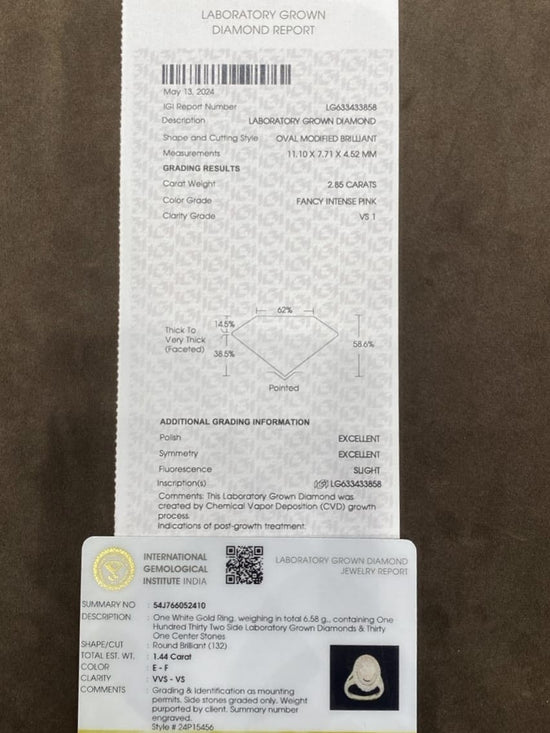 LABORATORY GROWN
DIAMOND REPORT
May 13, 2024
IGI Report Number LG633433858
Description LABORATORY GROWN DIAMOND
Shape and Cutting Style OVAL MODIFIED BRILLIANT
Measurements 11.10 X 7.71 X 4.52 MM
GRADING RESULTS
Carat Weight 2.85 CARATS
Color Grade FANCY INTENSE PINK
Clarity Grade VS 1
62%
14.5%
Thick To
Very Thick
(Faceted)
38.5%
58.6%
Pointed
ADDITIONAL GRADING INFORMATION
Polish EXCELLENT
Symmetry EXCELLENT
Fluorescence SLIGHT
Inscription(s) LG633433858
Comments: This Laboratory Grown Diamond was
created by Chemical Vapor Deposition (CVD) growth
process.
Indications of post-growth treatment.
INTERNATIONAL
GEMOLOGICAL
INSTITUTE INDIA
LABORATORY GROWN DIAMOND
JEWELRY REPORT
SUMMARY NO : 54J766052410
DESCRIPTION : One White Gold Ring, weighing in total 6.58 g., containing One
Hundred Thirty Two Side Laboratory Grown Diamonds & Thirty
One Center Stones
SHAPE/CUT : Round Brilliant (132)
TOTAL EST. WT. : 1.44 Carat
COLOR : E - F
CLARITY : VVS - VS
COMMENTS : Grading & Identification as mounting
permits. Side stones graded only. Weight
purported by client. Summary number
engraved.
Style # 24P15456